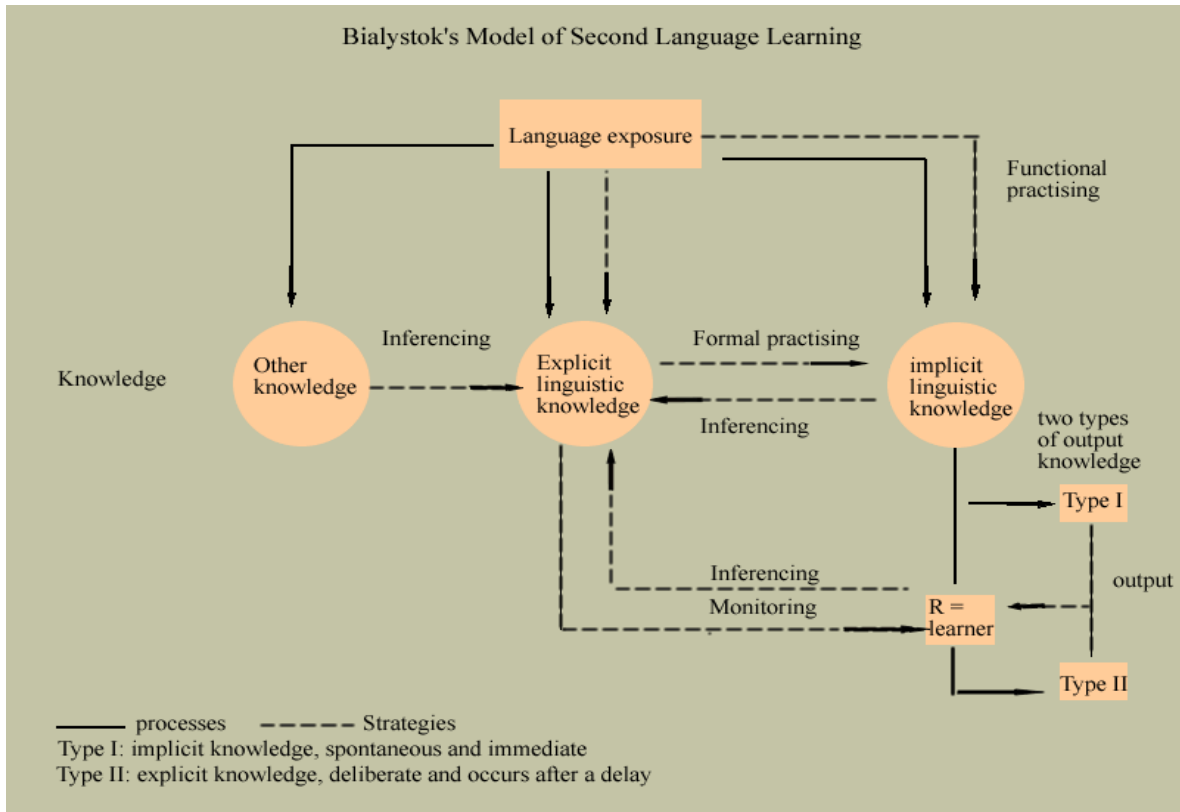 Bialystok's Model of Second Language Learning
Language exposure
Functional
practising
Inferencing
Formal practising
Other
knowledge
Explicit
linguistic
knowledge
implicit
linguistic
knowledge
Knowledge
Inferencing
two types
of output
knowledge
Type I
Inferencing
output
Monitoring
R =
learner
Type II
processes
Strategies
Type I: implicit knowledge, spontaneous and immediate
Type II: explicit knowledge, deliberate and occurs after a delay